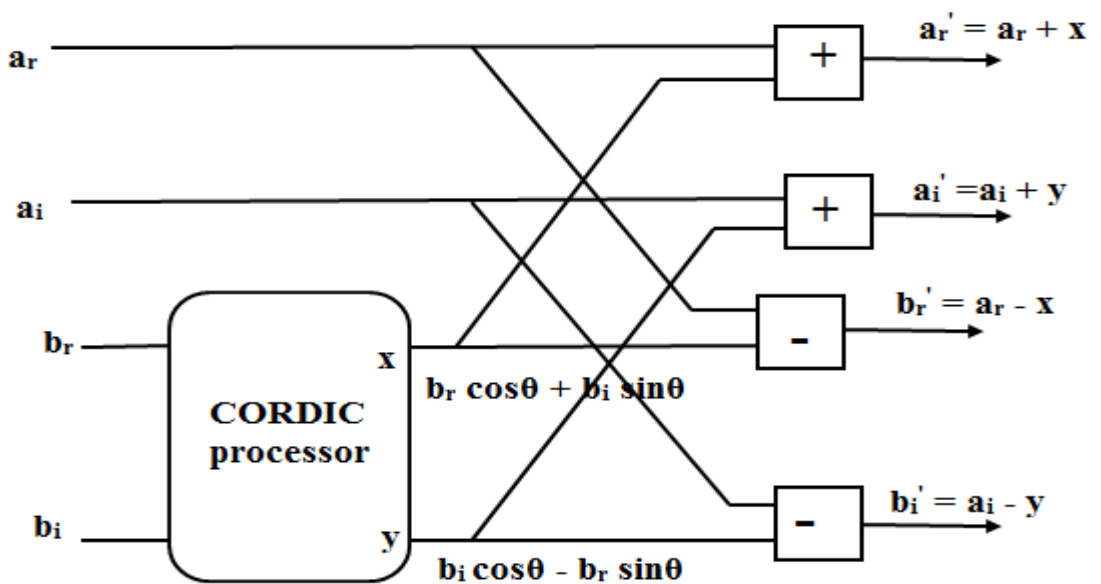 aᵣ' = aᵣ + x
aᵣ
+
aᵢ' =aᵢ + y
aᵢ
+
bᵣ' = aᵣ - x
bᵣ
-
x
bᵣ cosθ + bᵢ sinθ
CORDIC
processor
bᵢ' = aᵢ - y
bᵢ
-
y
bᵢ cosθ - bᵣ sinθ